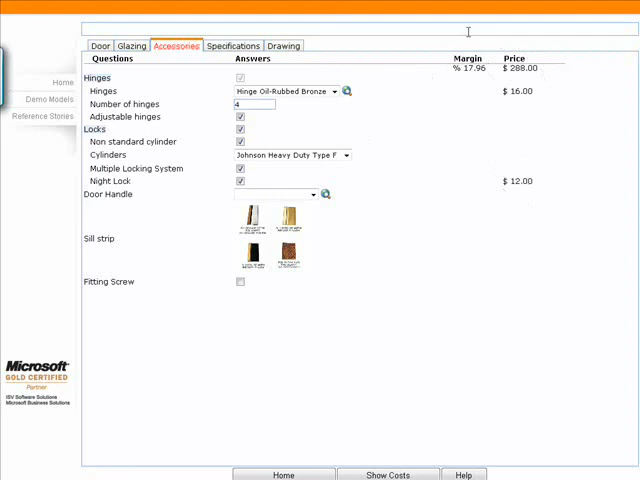 Door Glazing Accessories Specifications Drawing
Questions Answers Margin Price
% 17.96 $ 288.00
Hinges
Hinges Hinge Oil-Rubbed Bronze $ 16.00
Number of hinges 4
Adjustable hinges
Locks
Non standard cylinder
Cylinders Johnson Heavy Duty Type F
Multiple Locking System
Night Lock $ 12.00
Door Handle
Sill strip
Fitting Screw
Home
Demo Models
Reference Stories
Microsoft
GOLD CERTIFIED
Partner
ISV Software Solutions
Microsoft Business Solutions
Home Show Costs Help